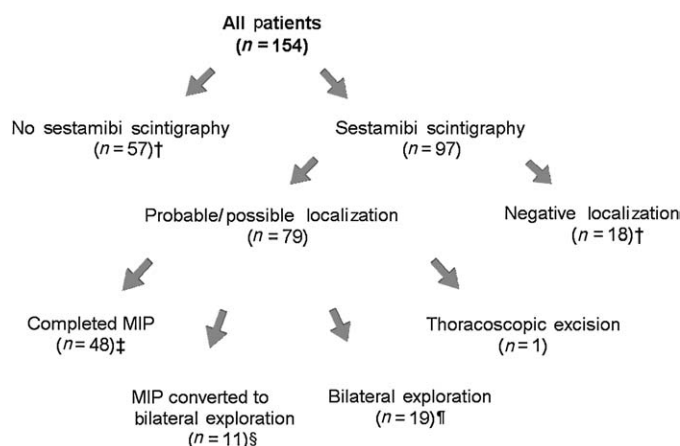 All patients
(n = 154)
No sestamibi scintigraphy
(n = 57)†
Sestamibi scintigraphy
(n = 97)
Probable/possible localization
(n = 79)
Negative localization
(n = 18)†
Completed MIP
(n = 48)‡
Thoracoscopic excision
(n = 1)
MIP converted to
bilateral exploration
(n = 11)§
Bilateral exploration
(n = 19)¶